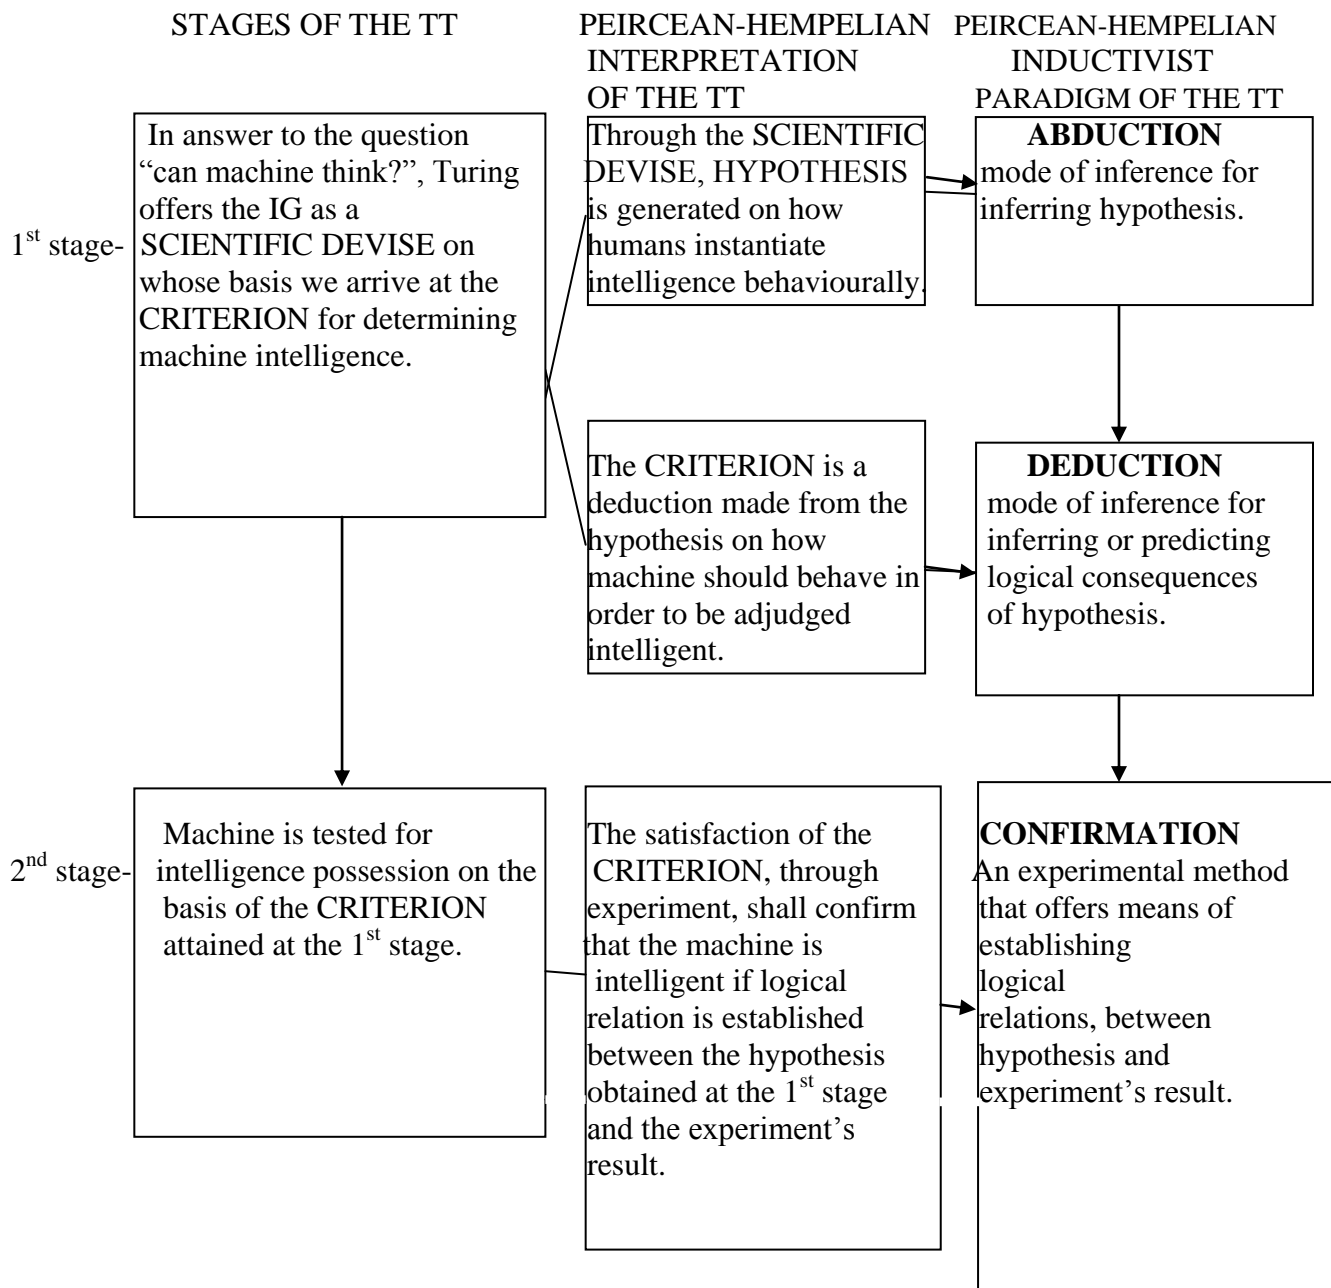 STAGES OF THE TT
PEIRCEAN-HEMPELIAN
INTERPRETATION
OF THE TT
PEIRCEAN-HEMPELIAN
INDUCTIVIST
PARADIGM OF THE TT
1st stage-
In answer to the question
“can machine think?”, Turing
offers the IG as a
SCIENTIFIC DEVISE on
whose basis we arrive at the
CRITERION for determining
machine intelligence.
Through the SCIENTIFIC
DEVISE, HYPOTHESIS
is generated on how
humans instantiate
intelligence behaviourally.
ABDUCTION
mode of inference for
inferring hypothesis.
The CRITERION is a
deduction made from the
hypothesis on how
machine should behave in
order to be adjudged
intelligent.
DEDUCTION
mode of inference for
inferring or predicting
logical consequences
of hypothesis.
2nd stage-
Machine is tested for
intelligence possession on the
basis of the CRITERION
attained at the 1st stage.
The satisfaction of the
CRITERION, through
experiment, shall confirm
that the machine is
intelligent if logical
relation is established
between the hypothesis
obtained at the 1st stage
and the experiment’s
result.
CONFIRMATION
An experimental method
that offers means of
establishing
logical
relations, between
hypothesis and
experiment’s result.